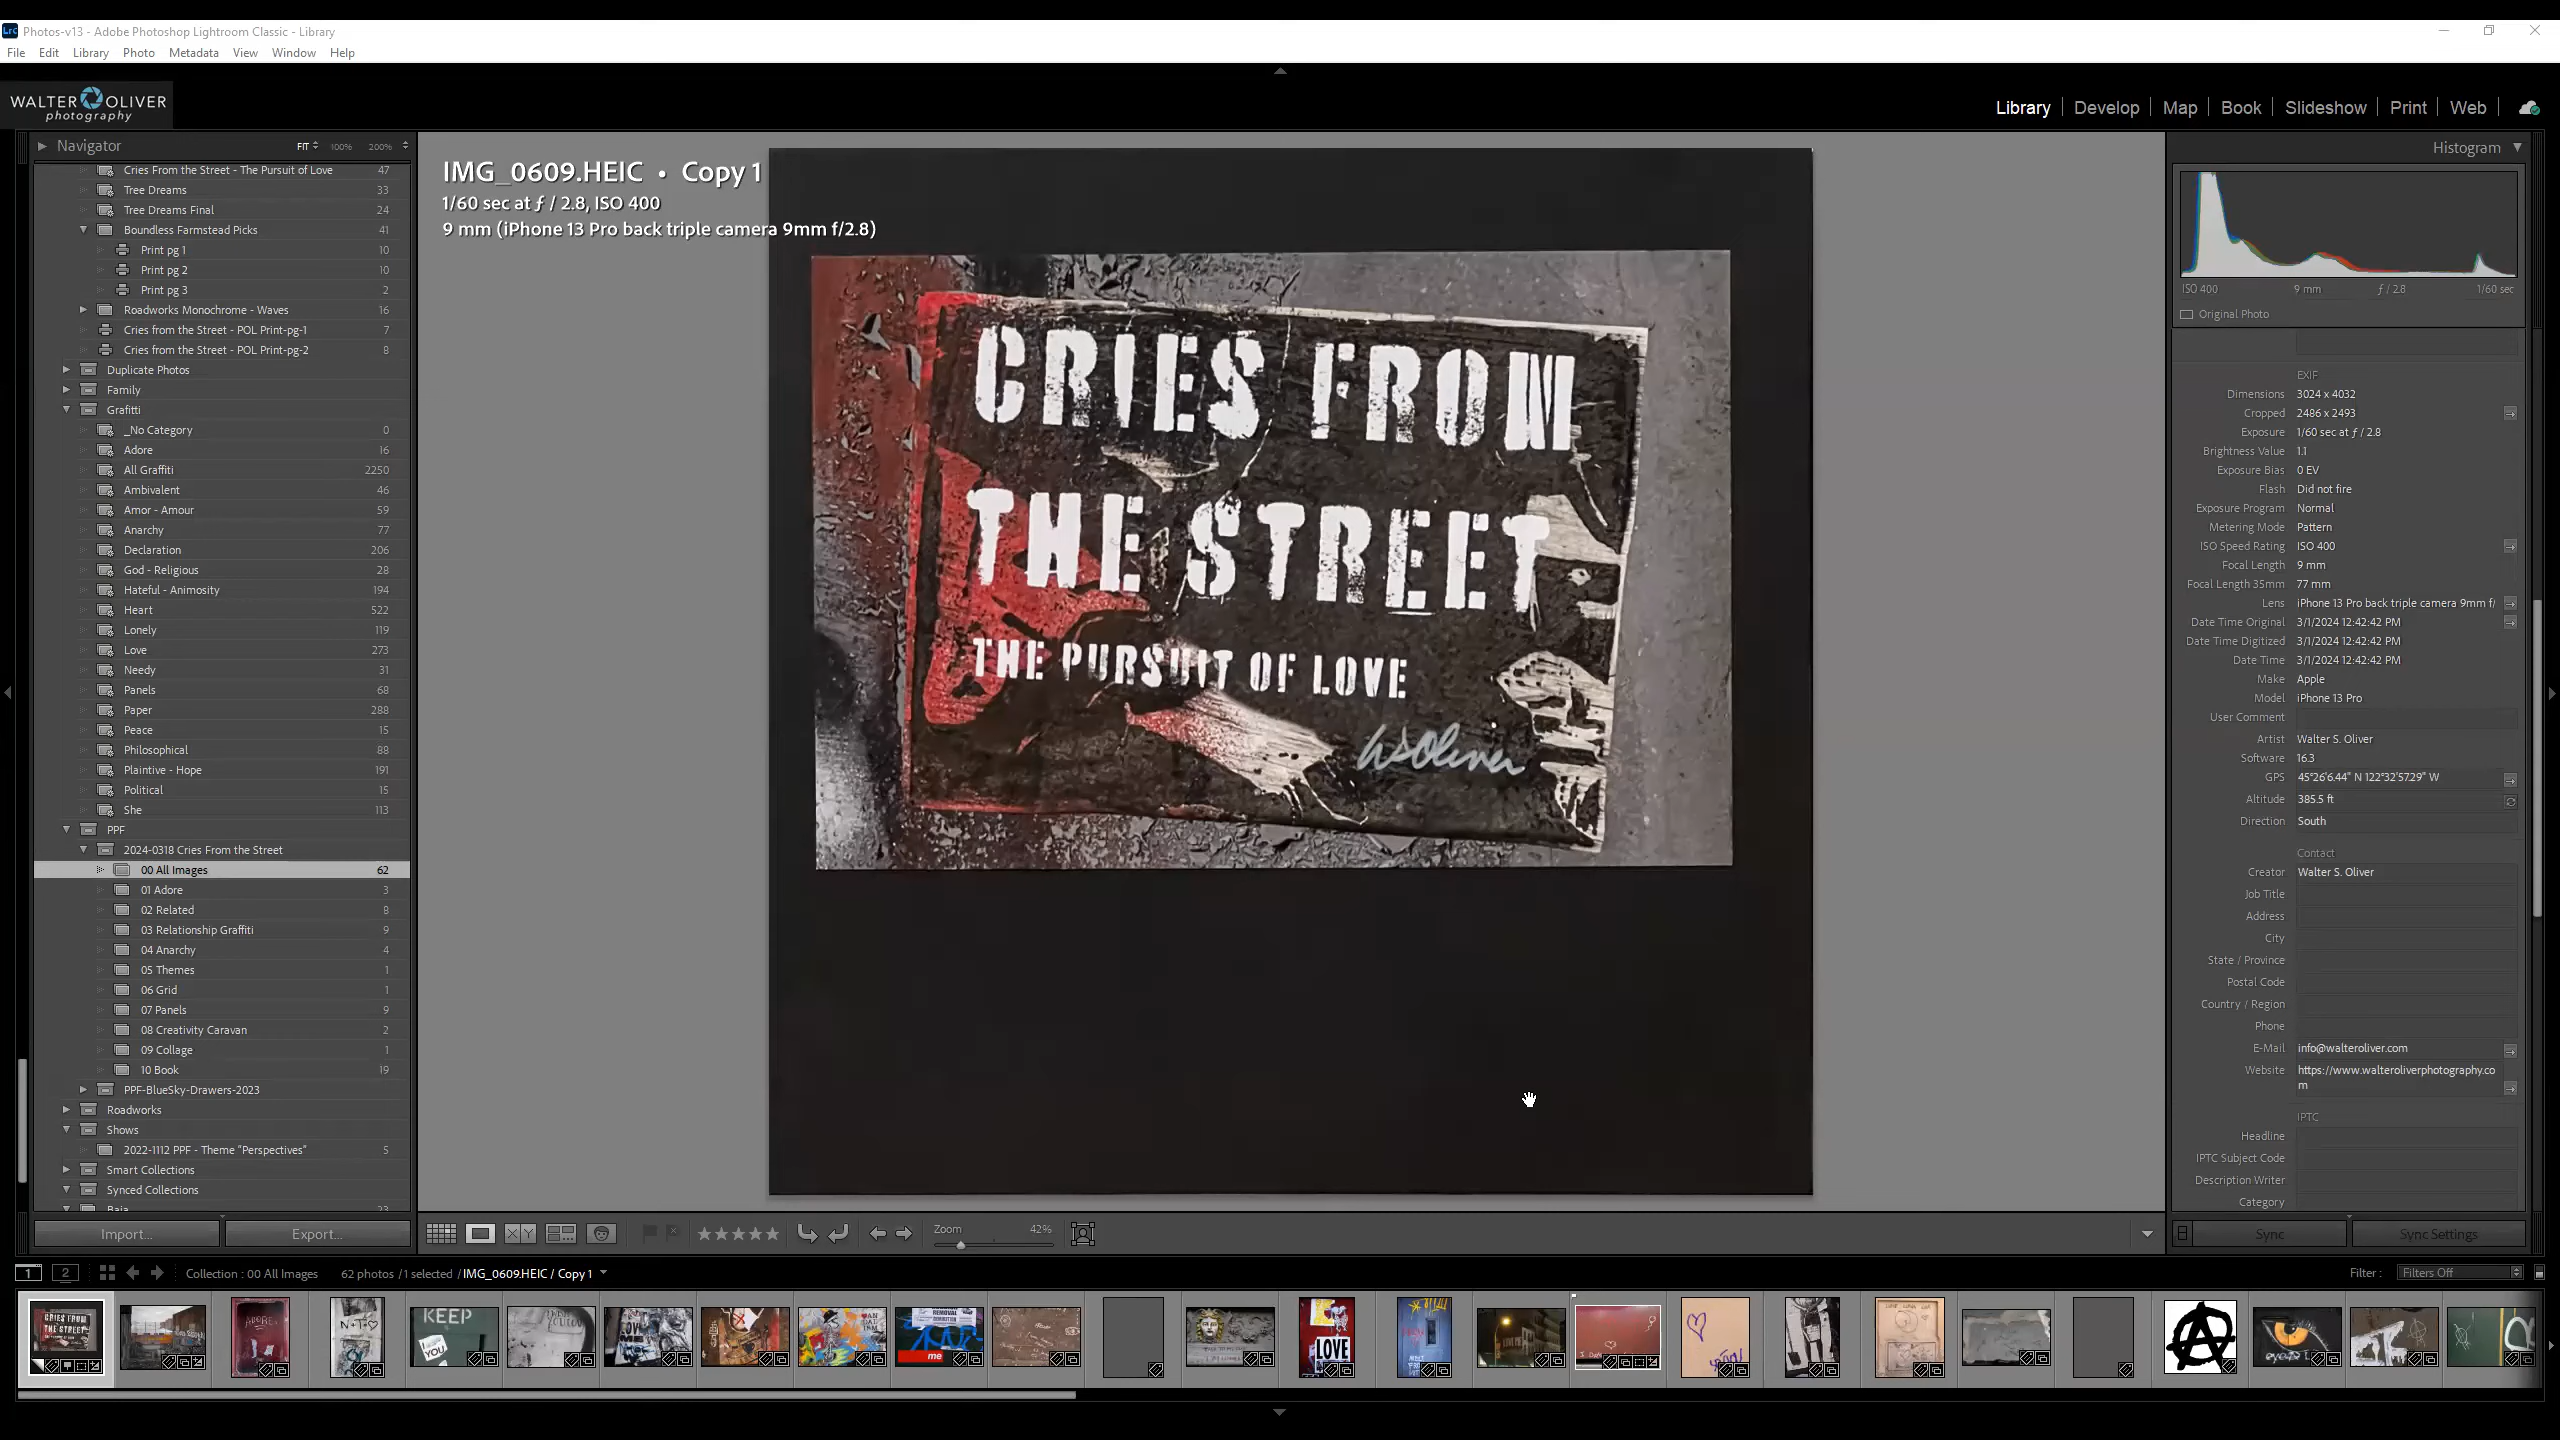 Photos-v13 - Adobe Photoshop Lightroom Classic - Library
File Edit Library Photo Metadata View Window Help
WALTER OLIVER
photography
Library Develop Map Book Slideshow Print Web
Navigator FIT 100% 200%
Cries From the Street - The Pursuit of Love 47
Tree Dreams 33
Tree Dreams Final 24
Boundless Farmstead Picks 41
Print pg 1 10
Print pg 2 10
Print pg 3 2
Roadworks Monochrome - Waves 16
Cries from the Street - POL Print-pg-1 7
Cries from the Street - POL Print-pg-2 8
Duplicate Photos
Family
Grafitti
_No Category 0
Adore 16
All Graffiti 2250
Ambivalent 46
Amor - Amour 59
Anarchy 77
Declaration 206
God - Religious 28
Hateful - Animosity 194
Heart 522
Lonely 119
Love 273
Needy 31
Panels 68
Paper 288
Peace 15
Philosophical 88
Plaintive - Hope 191
Political 15
She 113
PPF
2024-0318 Cries From the Street
00 All Images 62
01 Adore 3
02 Related 8
03 Relationship Graffiti 9
04 Anarchy 4
05 Themes 1
06 Grid 1
07 Panels 9
08 Creativity Caravan 2
09 Collage 1
10 Book 19
PPF-BlueSky-Drawers-2023
Roadworks
Shows
2022-1112 PPF - Theme "Perspectives" 5
Smart Collections
Synced Collections
Baja 23
Import... Export...
IMG_0609.HEIC • Copy 1
1/60 sec at ƒ / 2.8, ISO 400
9 mm (iPhone 13 Pro back triple camera 9mm f/2.8)
CRIES FROM
THE STREET
THE PURSUIT OF LOVE
WSOliver
Histogram
ISO 400 9 mm ƒ / 2.8 1/60 sec
Original Photo
EXIF
Dimensions 3024 x 4032
Cropped 2486 x 2493
Exposure 1/60 sec at ƒ / 2.8
Brightness Value 1.1
Exposure Bias 0 EV
Flash Did not fire
Exposure Program Normal
Metering Mode Pattern
ISO Speed Rating ISO 400
Focal Length 9 mm
Focal Length 35mm 77 mm
Lens iPhone 13 Pro back triple camera 9mm f/
Date Time Original 3/1/2024 12:42:42 PM
Date Time Digitized 3/1/2024 12:42:42 PM
Date Time 3/1/2024 12:42:42 PM
Make Apple
Model iPhone 13 Pro
User Comment
Artist Walter S. Oliver
Software 16.3
GPS 45°26'6.44" N 122°32'57.29" W
Altitude 385.5 ft
Direction South
Contact
Creator Walter S. Oliver
Job Title
Address
City
State / Province
Postal Code
Country / Region
Phone
E-Mail info@walteroliver.com
Website https://www.walteroliverphotography.co
m
IPTC
Headline
IPTC Subject Code
Description Writer
Category
Sync Sync Settings
XY Zoom 42%
1 2 Collection : 00 All Images 62 photos / 1 selected / IMG_0609.HEIC / Copy 1
Filter : Filters Off
CRIES FROM
THE STREET
ADORE
KEEP
YOU
REMOVAL
me
LOVE